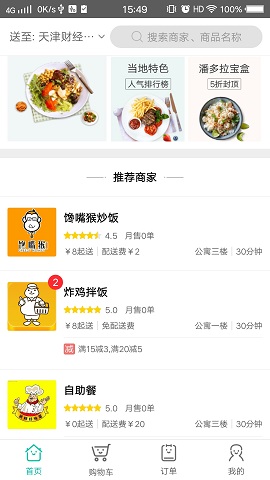 4G 0K/s 15:49 HD
送至: 天津财经··· 搜索商家、商品名称
当地特色
人气排行榜
潘多拉宝盒
5折封顶
推荐商家
馋嘴猴
馋嘴猴炒饭
4.5 月售0单
￥8起送 配送费￥2 公寓三楼 30分钟
2
炸鸡拌饭
5.0 月售0单
￥8起送 免配送费 公寓一楼 30分钟
减 满15减3,满20减5
自助餐
5.0 月售0单
￥0起送 配送费￥20 公寓三楼 30分钟
首页 购物车 订单 我的